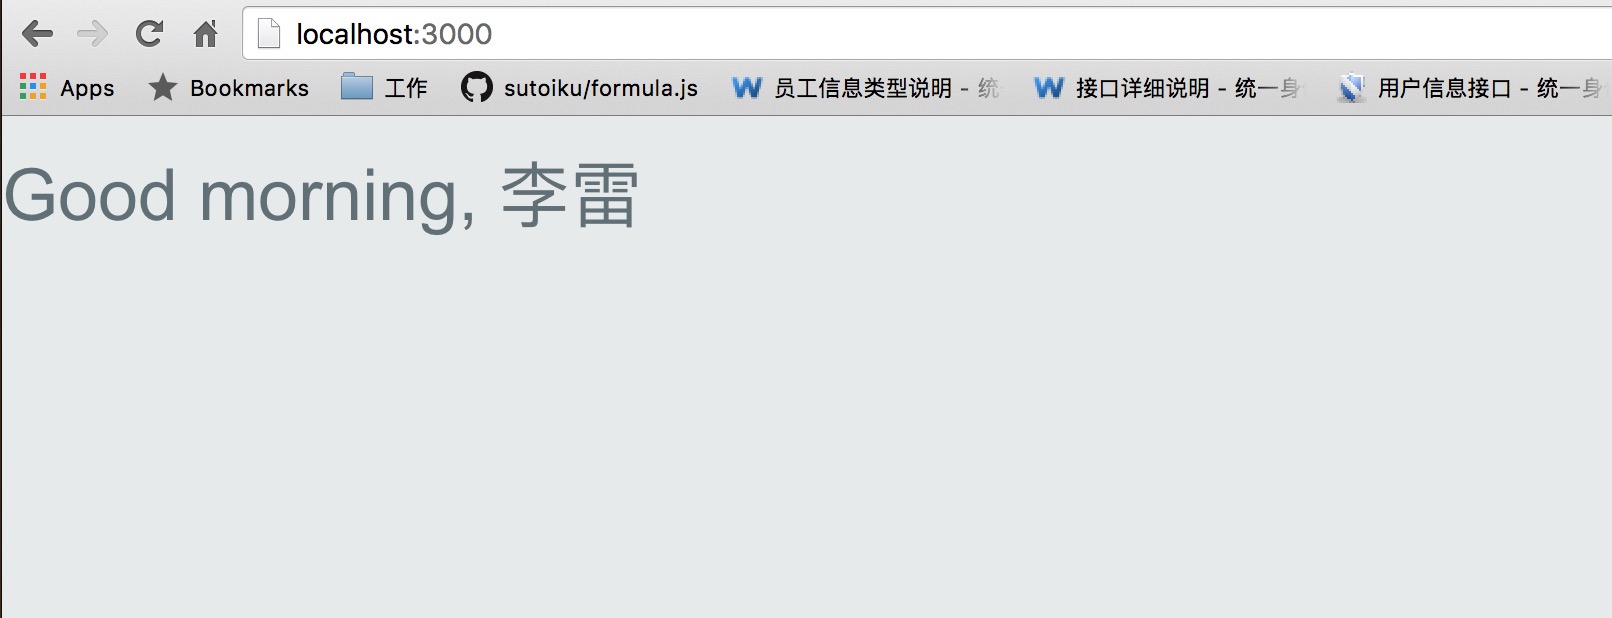 localhost:3000
Apps Bookmarks 工作 sutoiku/formula.js 员工信息类型说明 - 统 接口详细说明 - 统一身 用户信息接口 - 统一身
Good morning, 李雷